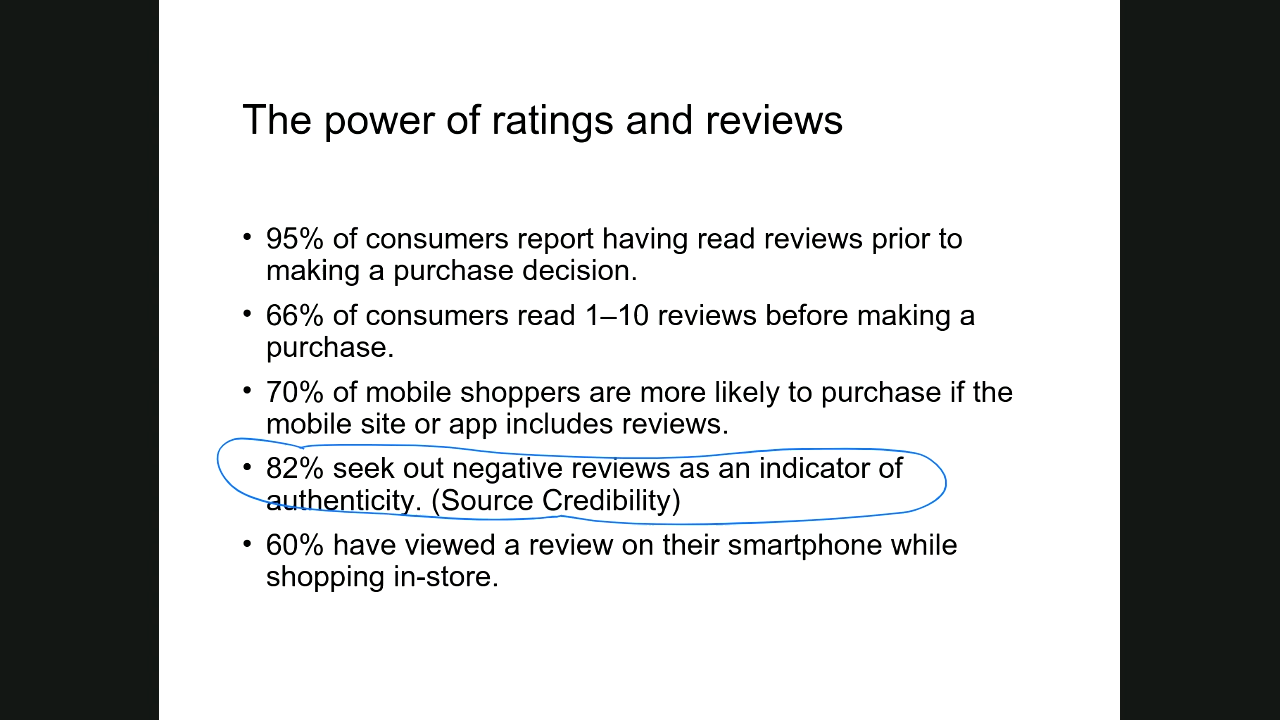 The power of ratings and reviews
• 95% of consumers report having read reviews prior to
making a purchase decision.
• 66% of consumers read 1–10 reviews before making a
purchase.
• 70% of mobile shoppers are more likely to purchase if the
mobile site or app includes reviews.
• 82% seek out negative reviews as an indicator of
authenticity. (Source Credibility)
• 60% have viewed a review on their smartphone while
shopping in-store.